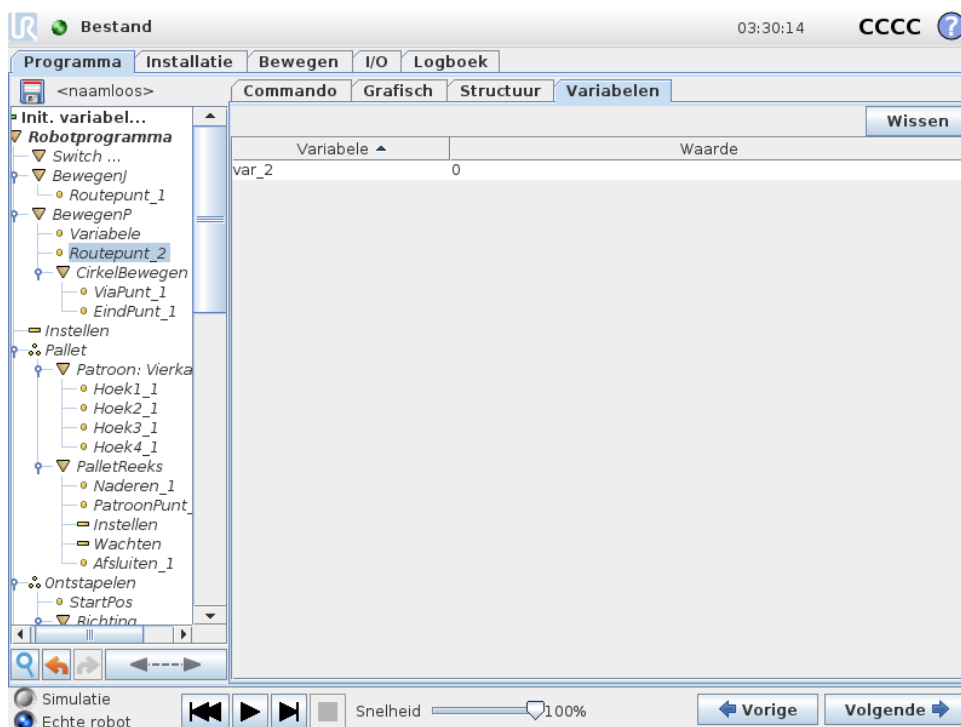 UR Bestand 03:30:14 CCCC ?
Programma Installatie Bewegen I/O Logboek
<naamloos> Commando Grafisch Structuur Variabelen
Init. variabel...
Wissen
Robotprogramma
Variabele Waarde
Switch ...
var_2 0
BewegenJ
Routepunt_1
BewegenP
Variabele
Routepunt_2
CirkelBewegen
ViaPunt_1
EindPunt_1
Instellen
Pallet
Patroon: Vierka
Hoek1_1
Hoek2_1
Hoek3_1
Hoek4_1
PalletReeks
Naderen_1
PatroonPunt_
Instellen
Wachten
Afsluiten_1
Ontstapelen
StartPos
Richting
Simulatie
Echte robot
Snelheid 100%
Vorige Volgende